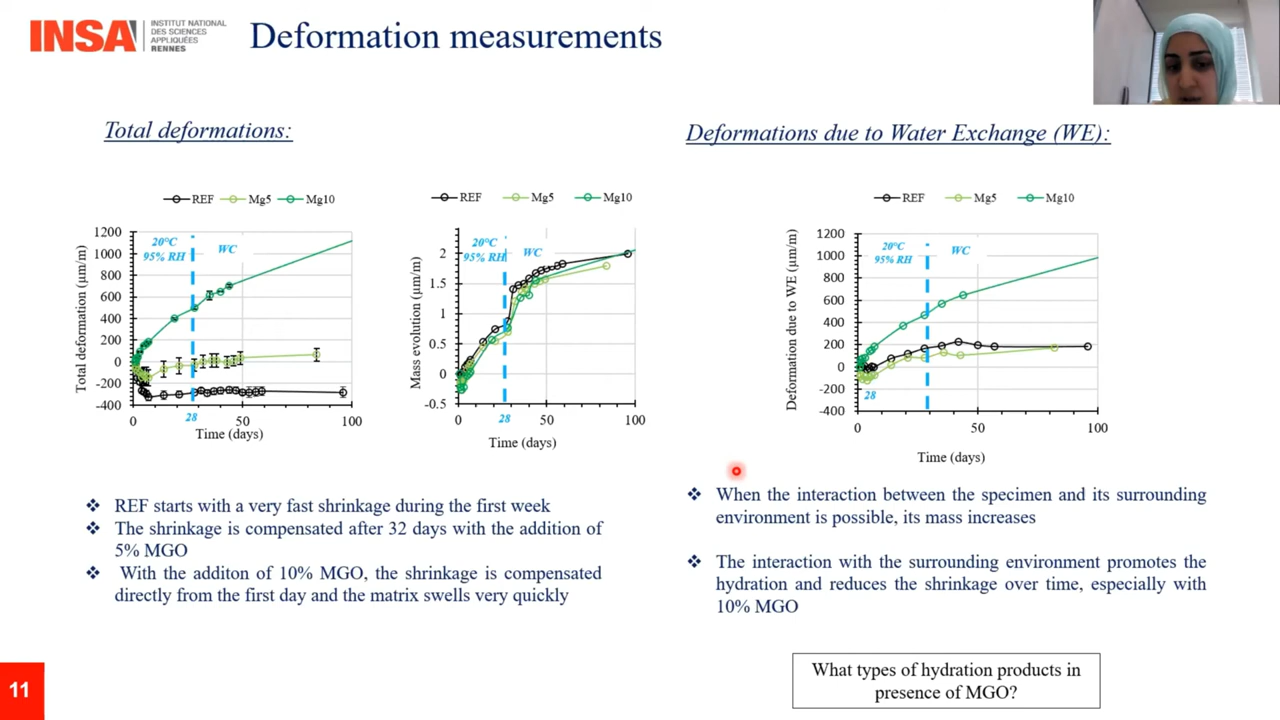 INSA
INSTITUT NATIONAL
DES SCIENCES
APPLIQUÉES
RENNES
Deformation measurements
Total deformations:
REF Mg5 Mg10
Total deformation (µm/m)
1200
1000
800
600
400
200
0
-200
-400
20°C
95% RH
WC
28
0 50 100
Time (days)
REF Mg5 Mg10
Mass evolution (µm/m)
2
1.5
1
0.5
0
-0.5
20°C
95% RH
WC
28
0 50 100
Time (days)
Deformations due to Water Exchange (WE):
REF Mg5 Mg10
Deformation due to WE (µm/m)
1200
1000
800
600
400
200
0
-200
-400
20°C
95% RH
WC
28
0 50 100
Time (days)
❖ REF starts with a very fast shrinkage during the first week
❖ The shrinkage is compensated after 32 days with the addition of
5% MGO
❖ With the additon of 10% MGO, the shrinkage is compensated
directly from the first day and the matrix swells very quickly
❖ When the interaction between the specimen and its surrounding
environment is possible, its mass increases
❖ The interaction with the surrounding environment promotes the
hydration and reduces the shrinkage over time, especially with
10% MGO
What types of hydration products in
presence of MGO?
11